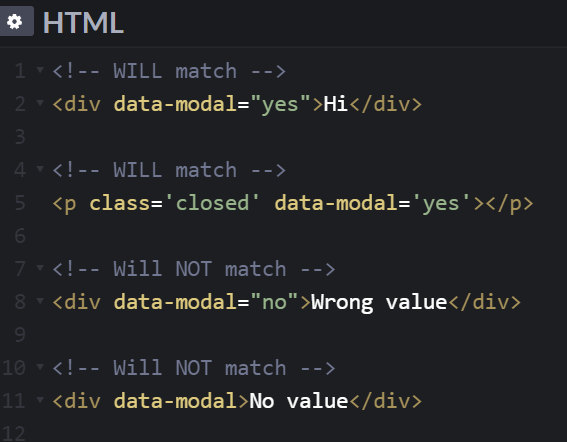 HTML
1 <!-- WILL match -->
2 <div data-modal="yes">Hi</div>
3
4 <!-- WILL match -->
5 <p class='closed' data-modal='yes'></p>
6
7 <!-- Will NOT match -->
8 <div data-modal="no">Wrong value</div>
9
10 <!-- Will NOT match -->
11 <div data-modal>No value</div>
12